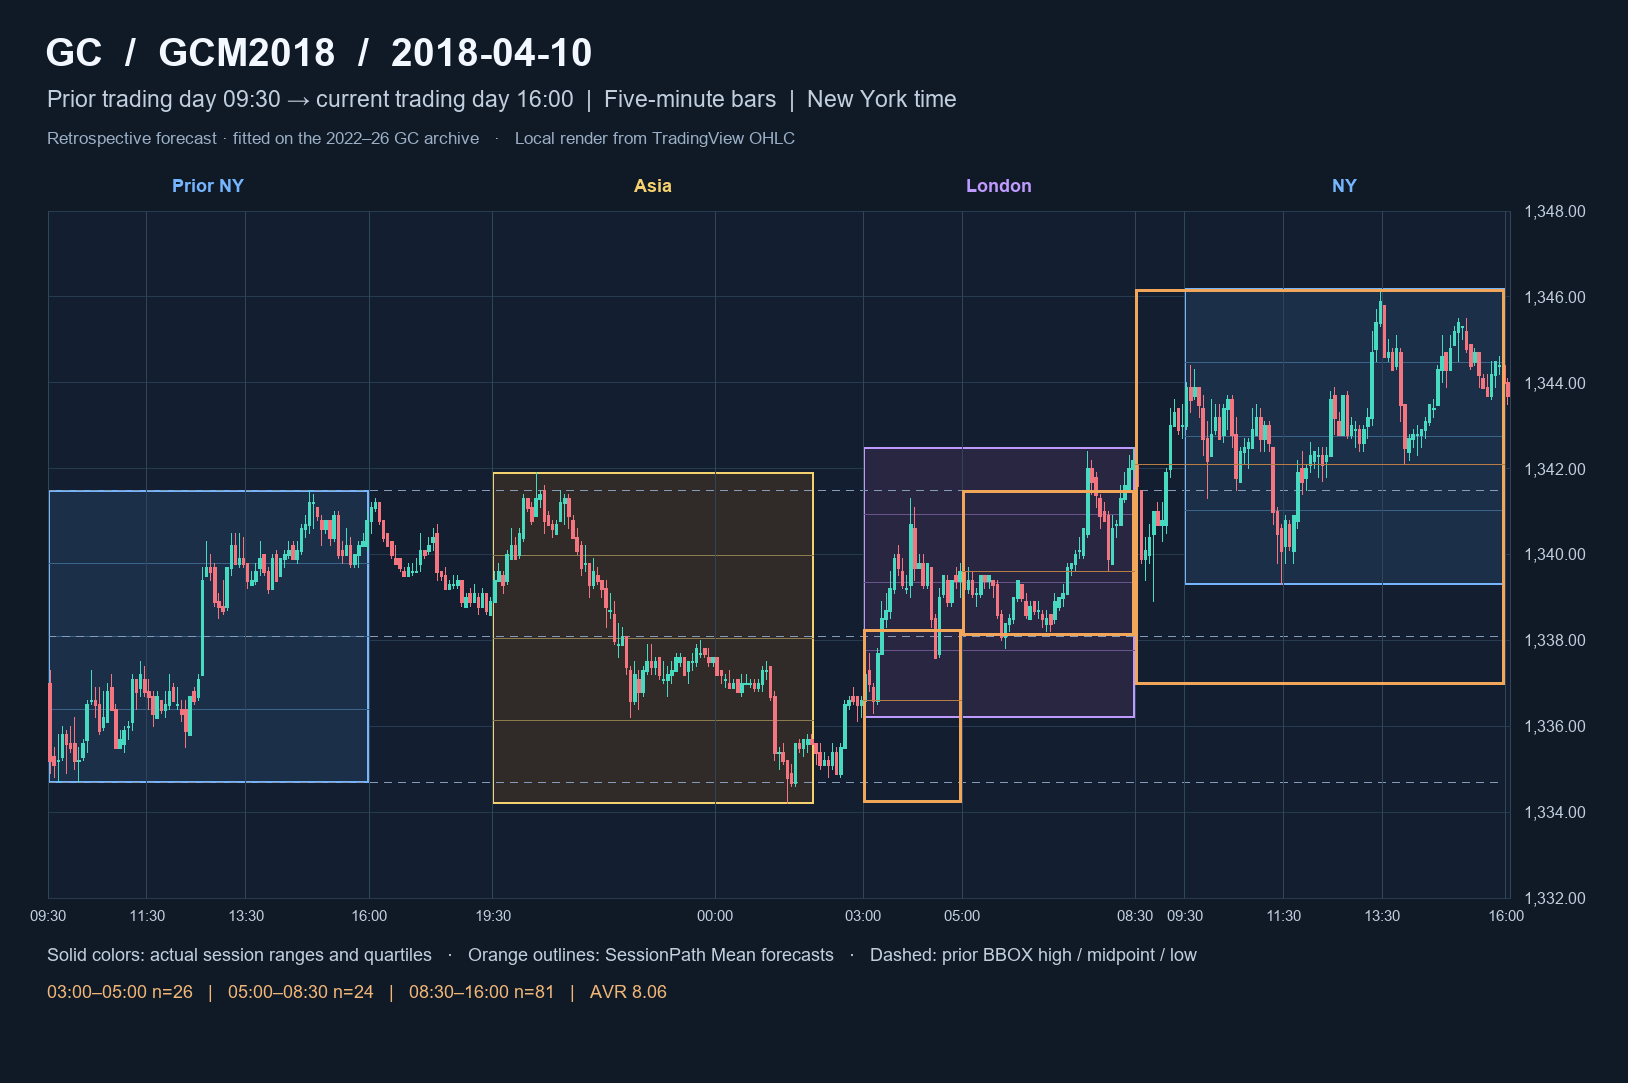 GC / GCM2018 / 2018-04-10
Prior trading day 09:30 → current trading day 16:00 | Five-minute bars | New York time
Retrospective forecast · fitted on the 2022–26 GC archive · Local render from TradingView OHLC
Prior NY Asia London NY
1,348.00
1,346.00
1,344.00
1,342.00
1,340.00
1,338.00
1,336.00
1,334.00
1,332.00
09:30 11:30 13:30 16:00 19:30 00:00 03:00 05:00 08:30 09:30 11:30 13:30 16:00
Solid colors: actual session ranges and quartiles · Orange outlines: SessionPath Mean forecasts · Dashed: prior BBOX high / midpoint / low
03:00–05:00 n=26 | 05:00–08:30 n=24 | 08:30–16:00 n=81 | AVR 8.06